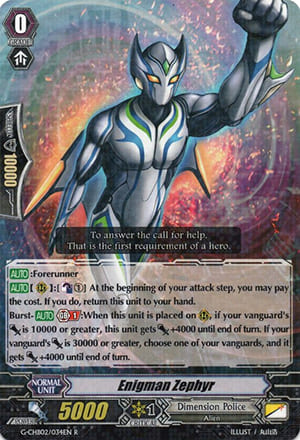 GRADE
0
SHIELD
10000
To answer the call for help.
That is the first requirement of a hero.
AUTO :Forerunner
AUTO [ ]:[ (1)] At the beginning of your attack step, you may pay
the cost. If you do, return this unit to your hand.
Burst- AUTO 1 :When this unit is placed on , if your vanguard's
is 10000 or greater, this unit gets +4000 until end of turn. If your
vanguard's is 30000 or greater, choose your vanguard, and it
gets +4000 until end of turn.
NORMAL
UNIT
Enigman Zephyr
POWER
5000
1
CRITICAL
Dimension Police
Alien
G-CHB02/034EN R
ILLUST /